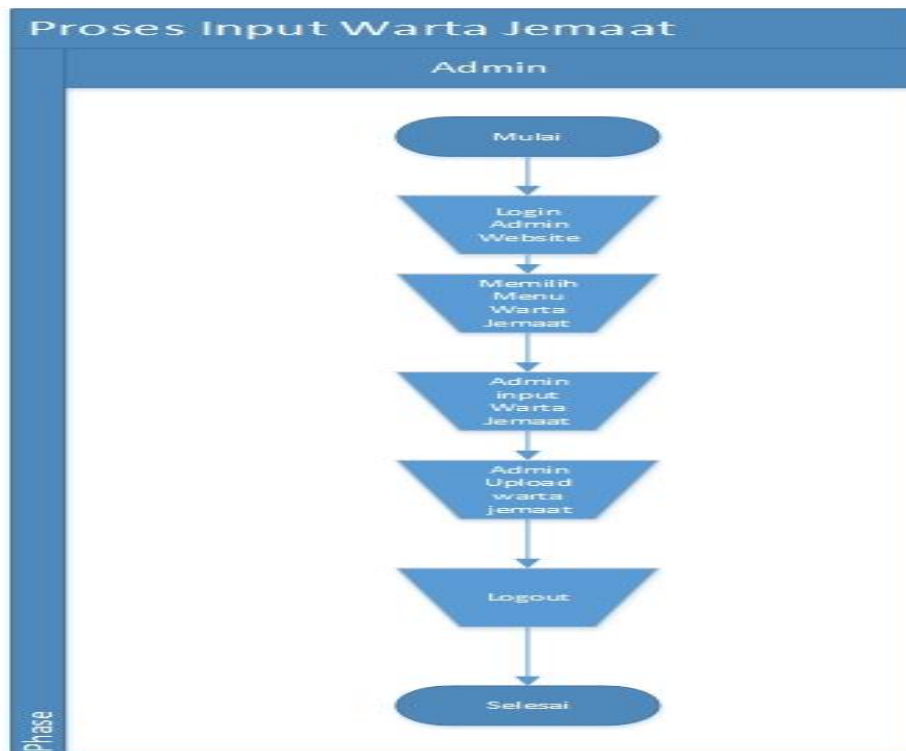 Proses Input Warta Jemaat
Admin
Mulai
Login
Admin
Website
Memilih
Menu
Warta
Jemaat
Admin
input
Warta
Jemaat
Admin
Upload
warta
jemaat
Logout
Selesai
Phase